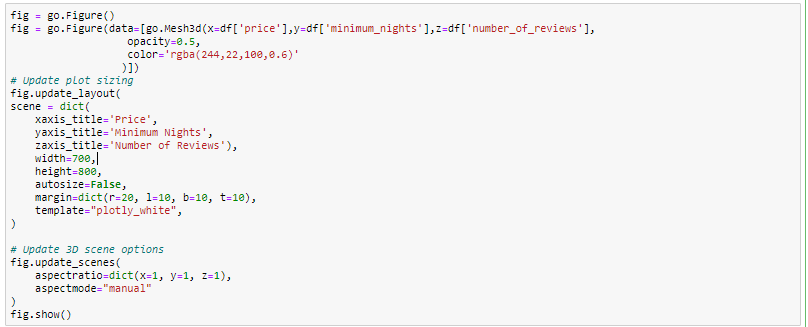 fig = go.Figure()
fig = go.Figure(data=[go.Mesh3d(x=df['price'],y=df['minimum_nights'],z=df['number_of_reviews'],
                   opacity=0.5,
                   color='rgba(244,22,100,0.6)'
                  )])
# Update plot sizing
fig.update_layout(
scene = dict(
    xaxis_title='Price',
    yaxis_title='Minimum Nights',
    zaxis_title='Number of Reviews'),
    width=700,
    height=800,
    autosize=False,
    margin=dict(r=20, l=10, b=10, t=10),
    template="plotly_white",
)

# Update 3D scene options
fig.update_scenes(
    aspectratio=dict(x=1, y=1, z=1),
    aspectmode="manual"
)
fig.show()